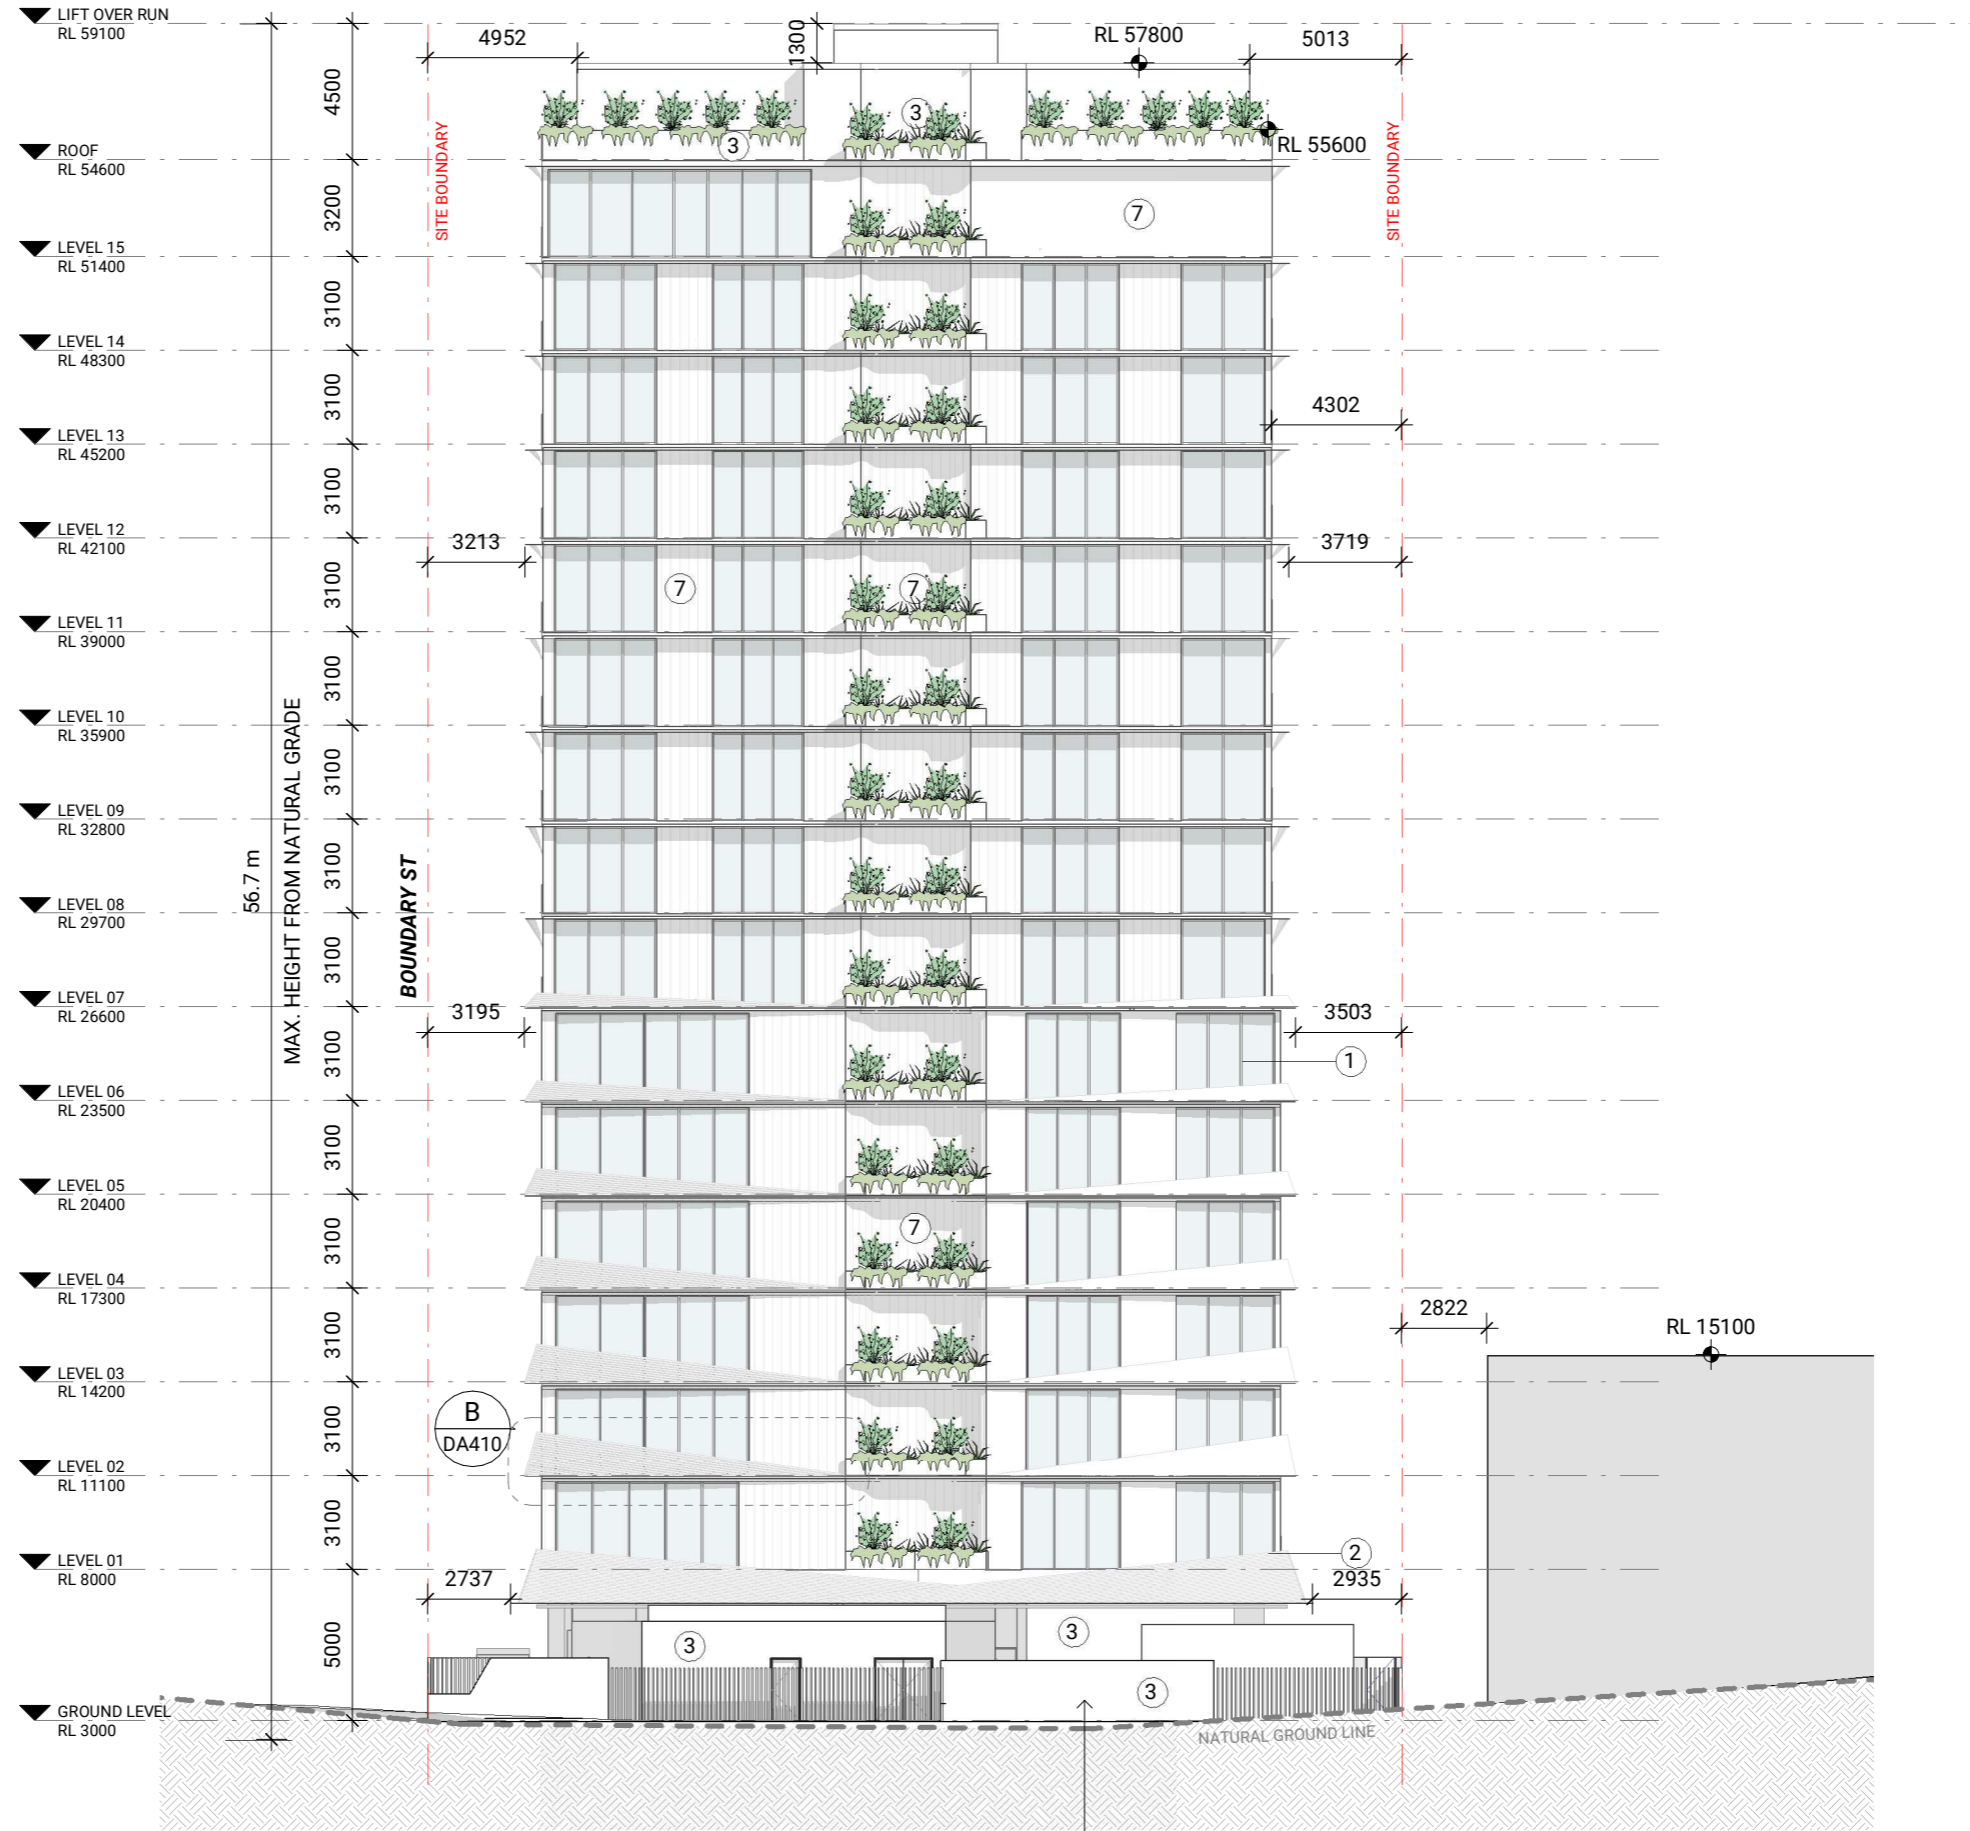 LIFT OVER RUN
RL 59100
4952
1300
RL 57800
5013
4500
3
3
RL 55600
ROOF
RL 54600
SITE BOUNDARY
SITE BOUNDARY
3200
7
LEVEL 15
RL 51400
3100
LEVEL 14
RL 48300
3100
4302
LEVEL 13
RL 45200
3100
LEVEL 12
RL 42100
3213
3719
3100
7
7
LEVEL 11
RL 39000
3100
LEVEL 10
RL 35900
3100
LEVEL 09
RL 32800
56.7 m
MAX. HEIGHT FROM NATURAL GRADE
3100
BOUNDARY ST
LEVEL 08
RL 29700
3100
LEVEL 07
RL 26600
3195
3503
3100
1
LEVEL 06
RL 23500
3100
LEVEL 05
RL 20400
3100
7
LEVEL 04
RL 17300
2822
RL 15100
3100
LEVEL 03
RL 14200
B
DA410
3100
LEVEL 02
RL 11100
3100
2
LEVEL 01
RL 8000
2737
2935
5000
3
3
3
GROUND LEVEL
RL 3000
NATURAL GROUND LINE